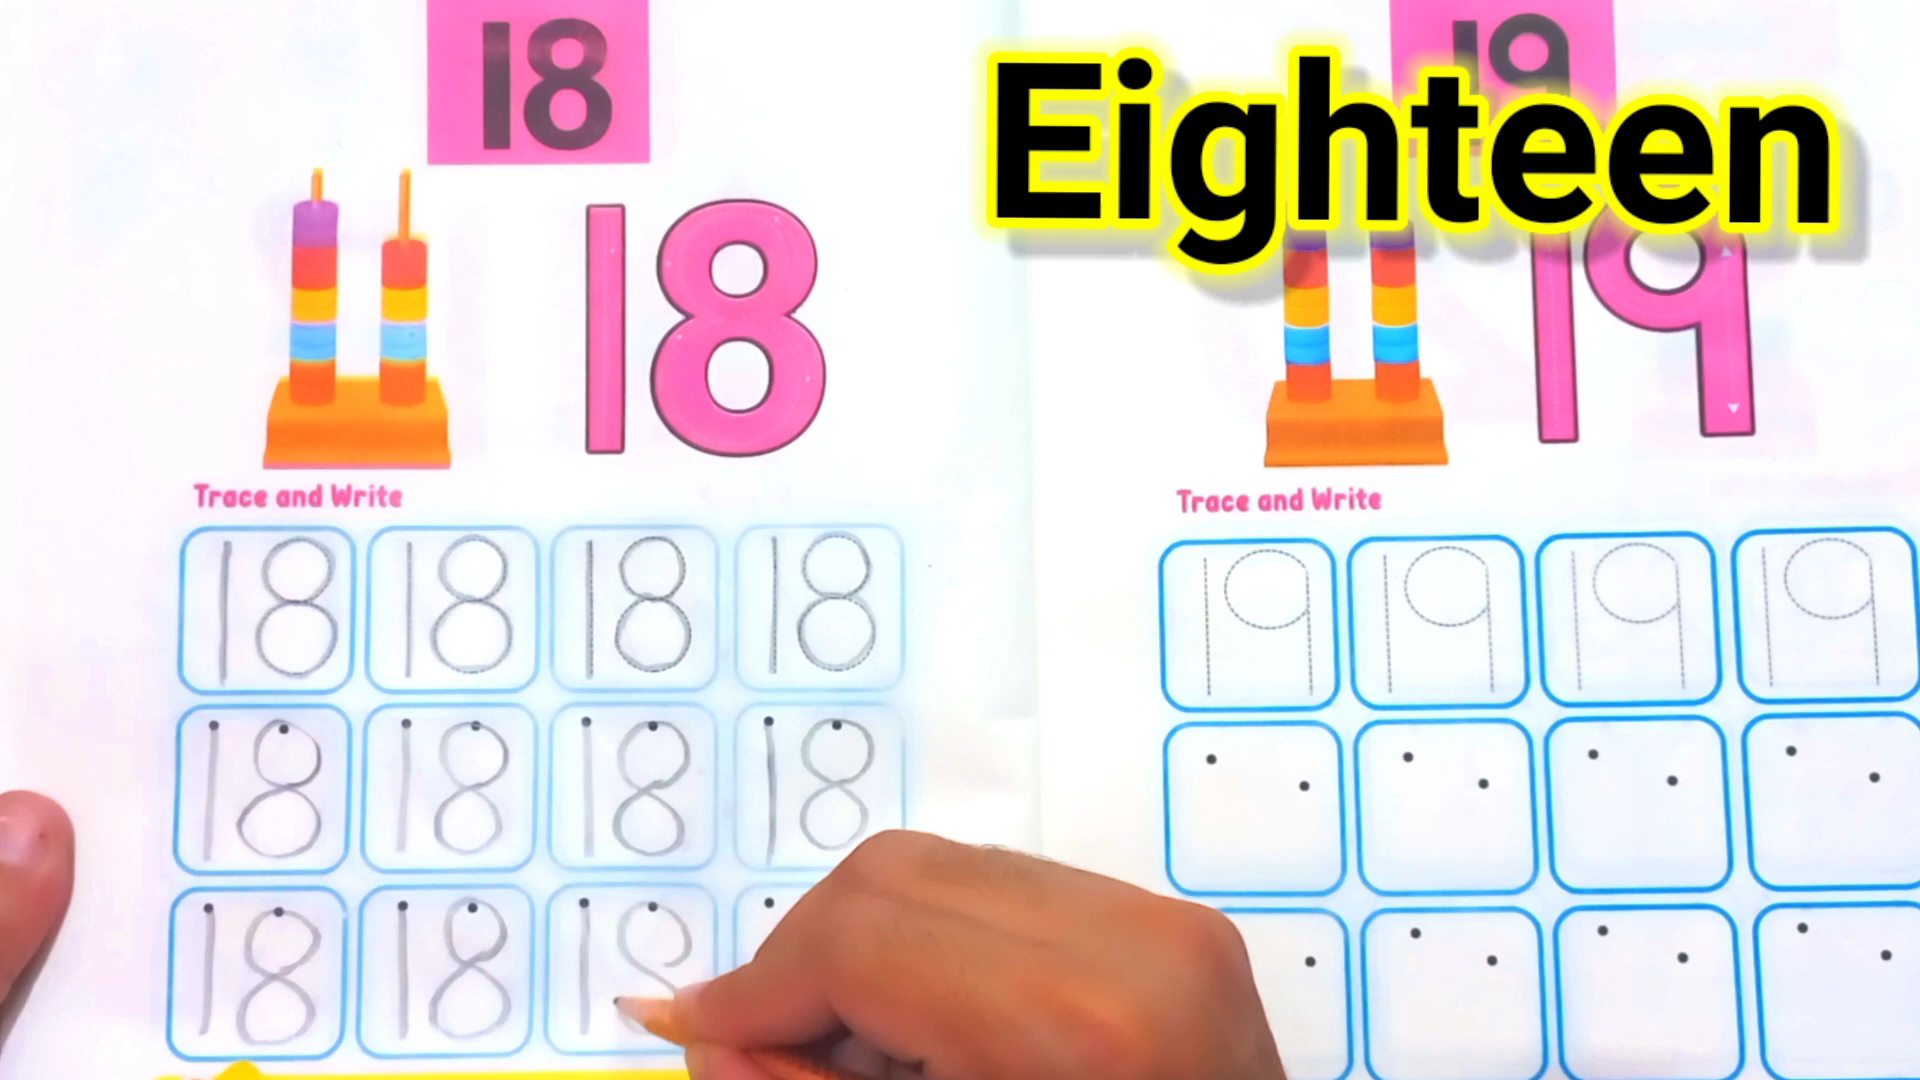 18
18
Trace and Write
18 18 18 18
18 18 18 18
18 18
Eighteen
19
19
Trace and Write
19 19 19 19